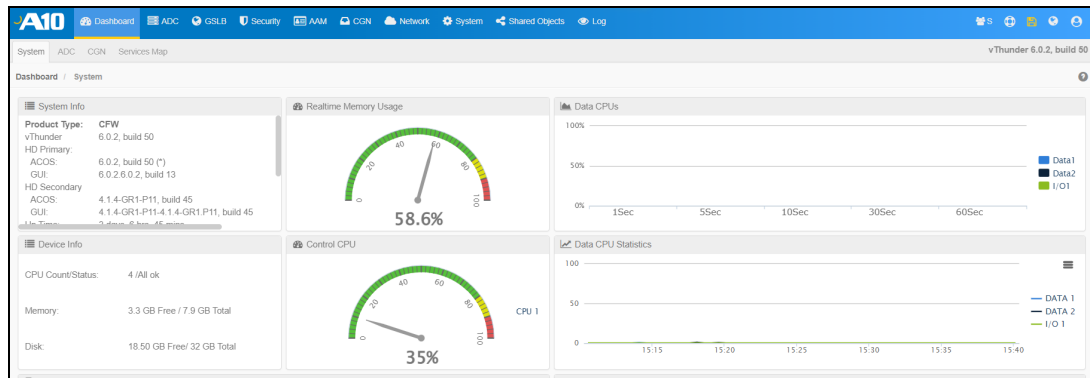 A10 Dashboard ADC GSLB Security AAM CGN Network System Shared Objects Log S
System ADC CGN Services Map vThunder 6.0.2, build 50
Dashboard / System
System Info
Product Type: CFW
vThunder 6.0.2, build 50
HD Primary:
ACOS: 6.0.2, build 50 (*)
GUI: 6.0.2.6.0.2, build 13
HD Secondary
ACOS: 4.1.4-GR1-P11, build 45
GUI: 4.1.4-GR1-P11-4.1.4-GR1.P11, build 45
Realtime Memory Usage
0 20 40 60 80 100
58.6%
Data CPUs
100%
50%
0%
1Sec 5Sec 10Sec 30Sec 60Sec
Data1
Data2
I/O1
Device Info
CPU Count/Status: 4 /All ok
Memory: 3.3 GB Free / 7.9 GB Total
Disk: 18.50 GB Free/ 32 GB Total
Control CPU
0 20 40 60 80 100
CPU 1
35%
Data CPU Statistics
100
50
0
15:15 15:20 15:25 15:30 15:35 15:40
DATA 1
DATA 2
I/O 1